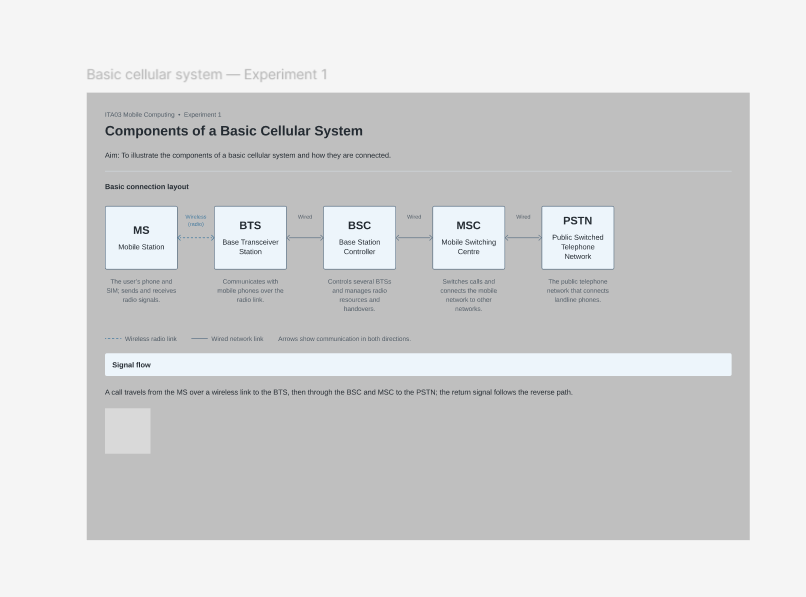 Basic cellular system — Experiment 1
ITA03 Mobile Computing • Experiment 1
Components of a Basic Cellular System
Aim: To illustrate the components of a basic cellular system and how they are connected.
Basic connection layout
MS
Mobile Station
Wireless
(radio)
BTS
Base Transceiver
Station
Wired
BSC
Base Station
Controller
Wired
MSC
Mobile Switching
Centre
Wired
PSTN
Public Switched
Telephone
Network
The user's phone and
SIM; sends and receives
radio signals.
Communicates with
mobile phones over the
radio link.
Controls several BTSs
and manages radio
resources and
handovers.
Switches calls and
connects the mobile
network to other
networks.
The public telephone
network that connects
landline phones.
Wireless radio link
Wired network link
Arrows show communication in both directions.
Signal flow
A call travels from the MS over a wireless link to the BTS, then through the BSC and MSC to the PSTN; the return signal follows the reverse path.